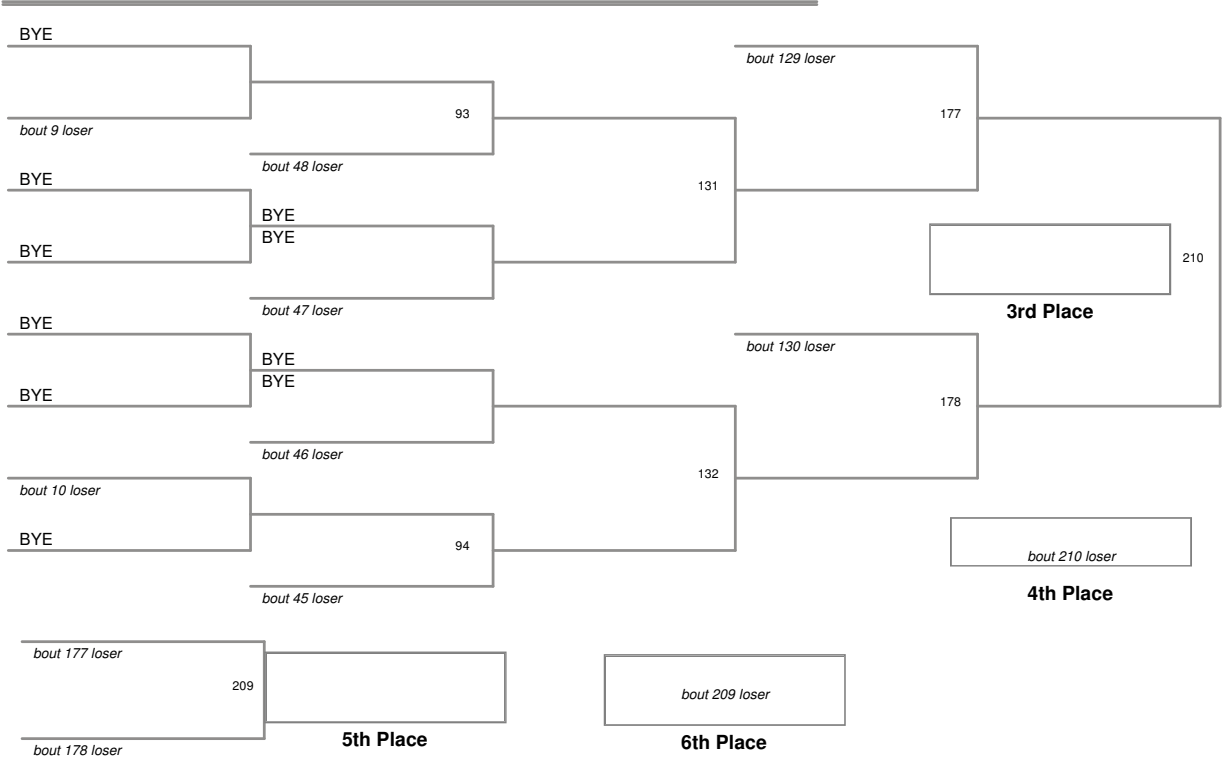 BYE
bout 129 loser
93
177
bout 9 loser
bout 48 loser
BYE
131
BYE
BYE
BYE
210
bout 47 loser
3rd Place
BYE
bout 130 loser
BYE
BYE
BYE
178
bout 46 loser
132
bout 10 loser
BYE
94
bout 210 loser
4th Place
bout 45 loser
bout 177 loser
209
bout 209 loser
5th Place
6th Place
bout 178 loser